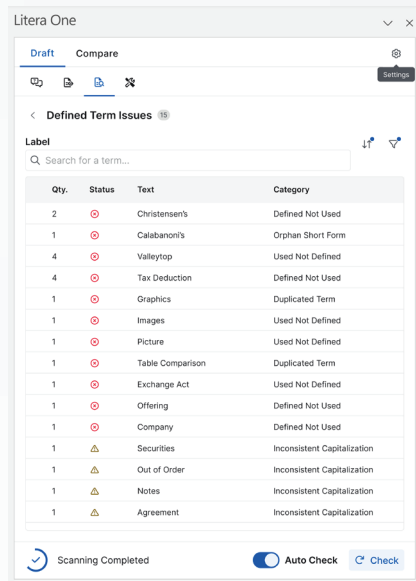 Litera One
Draft Compare
Settings
Defined Term Issues 15
Label
Search for a term...
Qty. Status Text Category
2 Christensen's Defined Not Used
1 Calabanoni's Orphan Short Form
4 Valleytop Used Not Defined
4 Tax Deduction Defined Not Used
1 Graphics Duplicated Term
1 Images Used Not Defined
1 Picture Used Not Defined
1 Table Comparison Duplicated Term
1 Exchange Act Used Not Defined
1 Offering Defined Not Used
1 Company Defined Not Used
1 Securities Inconsistent Capitalization
1 Out of Order Inconsistent Capitalization
1 Notes Inconsistent Capitalization
1 Agreement Inconsistent Capitalization
Scanning Completed Auto Check Check